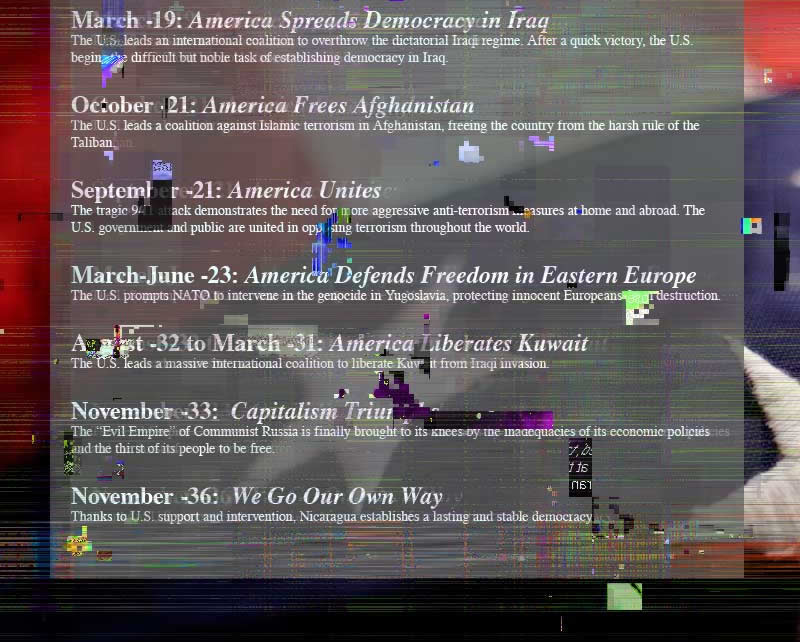 March -19: America Spreads Democracy in Iraq
The U.S. leads an international coalition to overthrow the dictatorial Iraqi regime. After a quick victory, the U.S.
begins the difficult but noble task of establishing democracy in Iraq.
October -21: America Frees Afghanistan
The U.S. leads a coalition against Islamic terrorism in Afghanistan, freeing the country from the harsh rule of the
Taliban.
September -21: America Unites
The tragic 9-11 attack demonstrates the need for more aggressive anti-terrorism measures at home and abroad. The
U.S. government and public are united in opposing terrorism throughout the world.
March-June -23: America Defends Freedom in Eastern Europe
The U.S. prompts NATO to intervene in the genocide in Yugoslavia, protecting innocent Europeans destruction.
August -32 to March -31: America Liberates Kuwait
The U.S. leads a massive international coalition to liberate Kuwait from Iraqi invasion.
November -33: Capitalism Triumphs
The “Evil Empire” of Communist Russia is finally brought to its knees by the inadequacies of its economic policies
and the thirst of its people to be free.
November -36: We Go Our Own Way
Thanks to U.S. support and intervention, Nicaragua establishes a lasting and stable democracy.